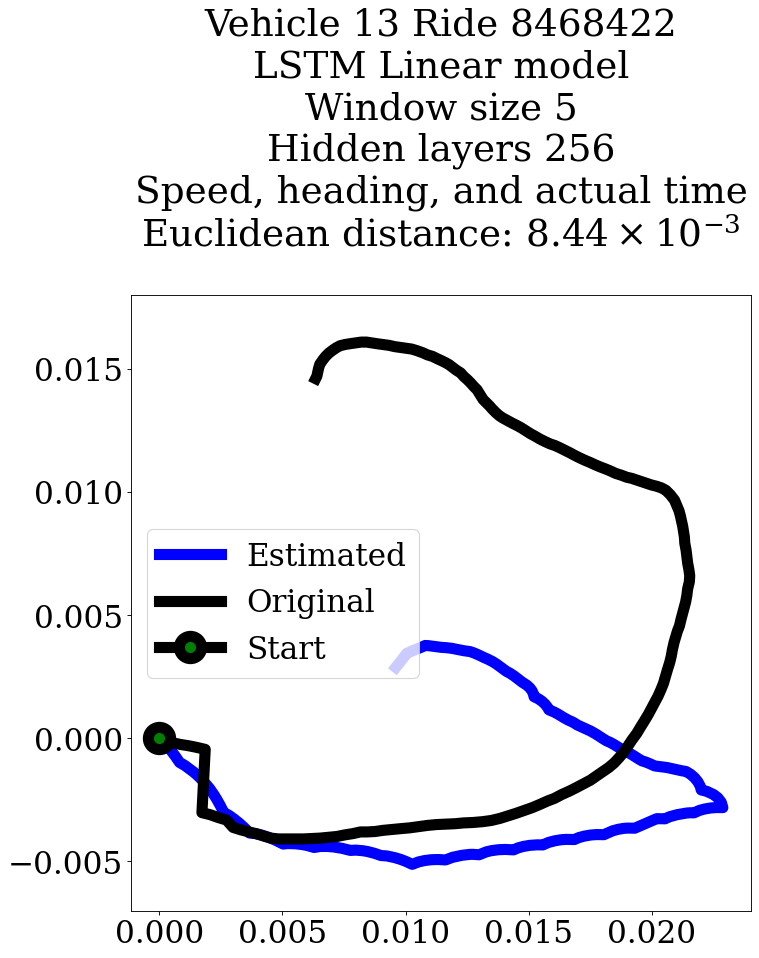 Vehicle 13 Ride 8468422
LSTM Linear model
Window size 5
Hidden layers 256
Speed, heading, and actual time
Euclidean distance: 8.44 × 10⁻³
0.015
0.010
0.005
0.000
−0.005
Estimated
Original
Start
0.000 0.005 0.010 0.015 0.020